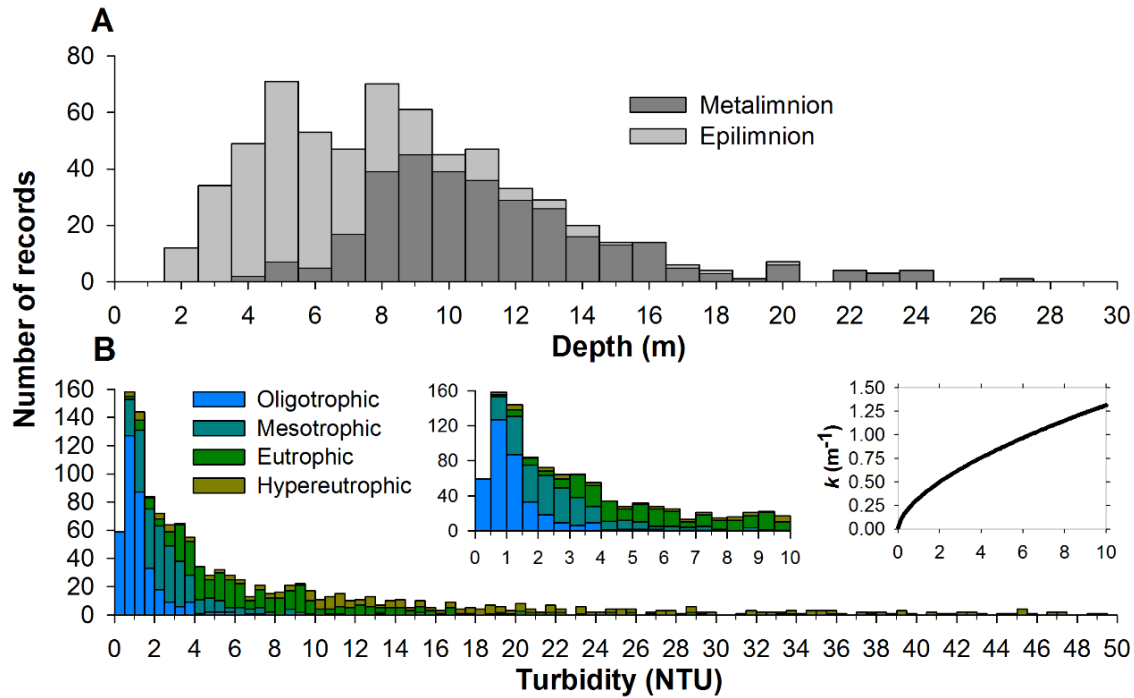 A
80
60
40
20
0
Metalimnion
Epilimnion
0 2 4 6 8 10 12 14 16 18 20 22 24 26 28 30
Depth (m)
Number of records
B
160
140
120
100
80
60
40
20
0
Oligotrophic
Mesotrophic
Eutrophic
Hypereutrophic
160
80
0
0 1 2 3 4 5 6 7 8 9 10
1.50
1.25
1.00
0.75
0.50
0.25
0.00
k (m⁻¹)
0 2 4 6 8 10
0 2 4 6 8 10 12 14 16 18 20 22 24 26 28 30 32 34 36 38 40 42 44 46 48 50
Turbidity (NTU)